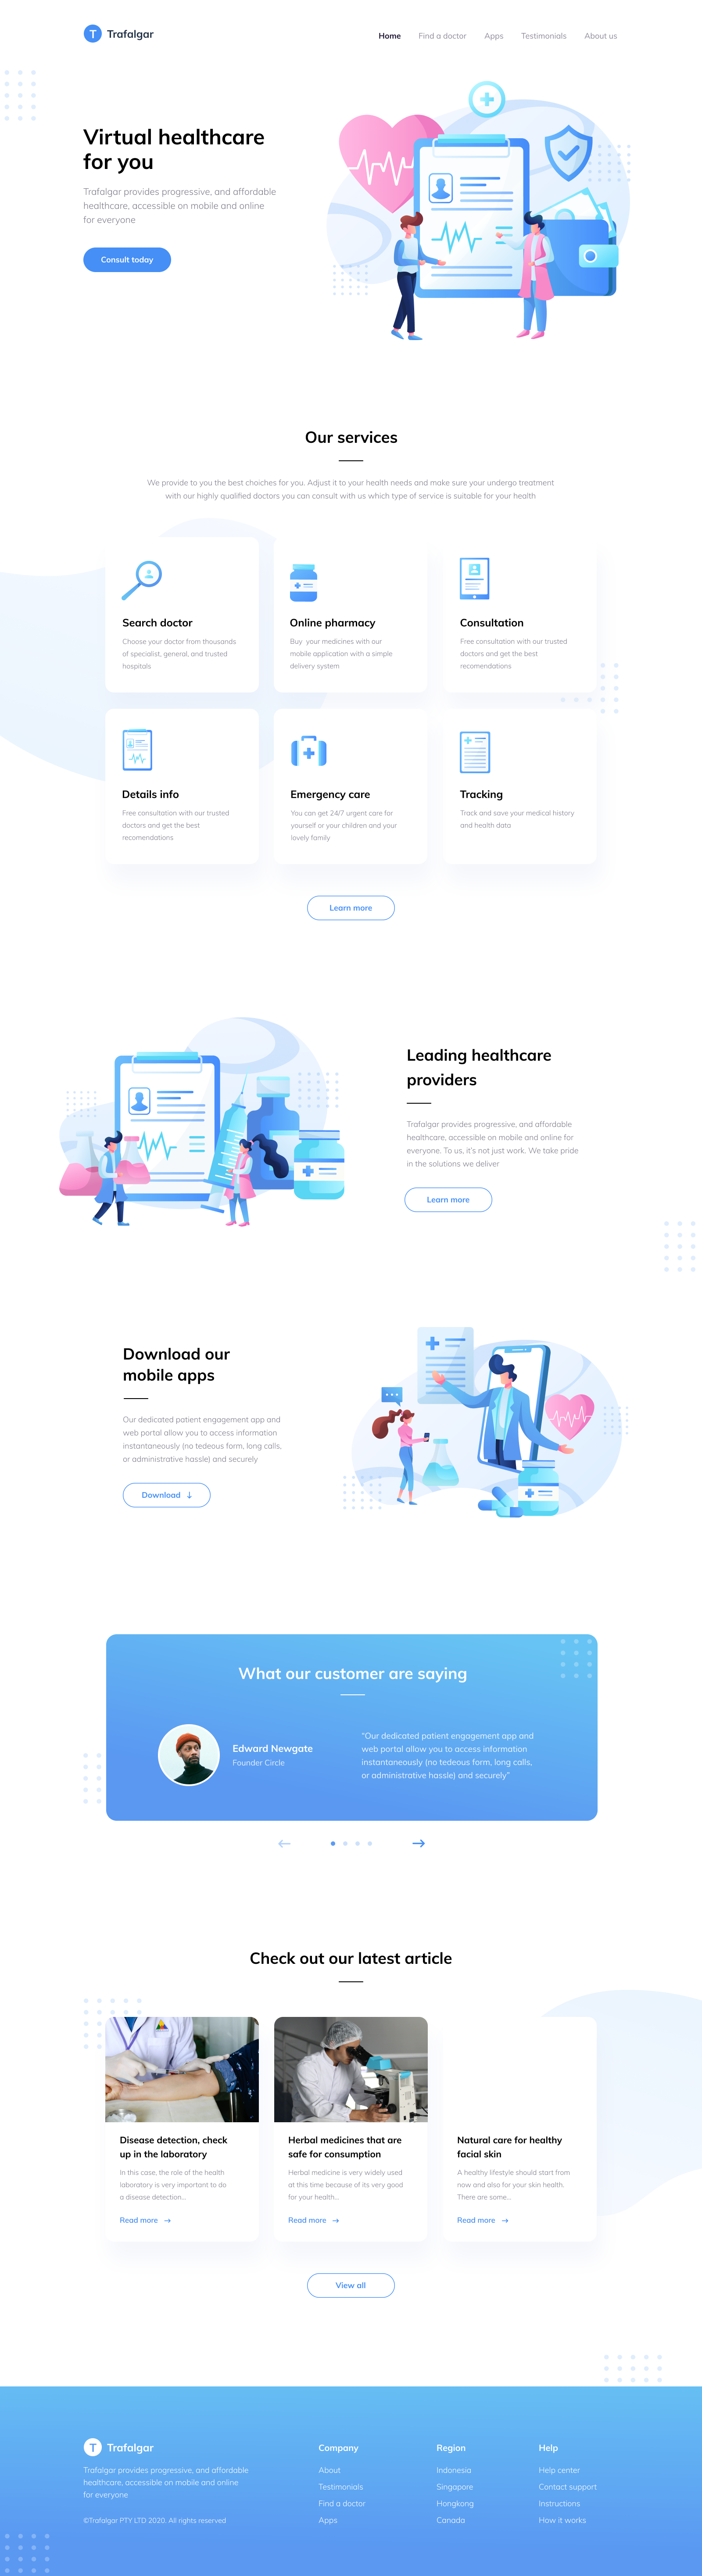 T Trafalgar
Home Find a doctor Apps Testimonials About us
Virtual healthcare
for you
Trafalgar provides progressive, and affordable
healthcare, accessible on mobile and online
for everyone
Consult today
Our services
We provide to you the best choiches for you. Adjust it to your health needs and make sure your undergo treatment
with our highly qualified doctors you can consult with us which type of service is suitable for your health
Search doctor
Choose your doctor from thousands
of specialist, general, and trusted
hospitals
Online pharmacy
Buy your medicines with our
mobile application with a simple
delivery system
Consultation
Free consultation with our trusted
doctors and get the best
recomendations
Details info
Free consultation with our trusted
doctors and get the best
recomendations
Emergency care
You can get 24/7 urgent care for
yourself or your children and your
lovely family
Tracking
Track and save your medical history
and health data
Learn more
Leading healthcare
providers
Trafalgar provides progressive, and affordable
healthcare, accessible on mobile and online for
everyone. To us, it's not just work. We take pride
in the solutions we deliver
Learn more
Download our
mobile apps
Our dedicated patient engagement app and
web portal allow you to access information
instantaneously (no tedeous form, long calls,
or administrative hassle) and securely
Download ↓
What our customer are saying
Edward Newgate
Founder Circle
"Our dedicated patient engagement app and
web portal allow you to access information
instantaneously (no tedeous form, long calls,
or administrative hassle) and securely"
Check out our latest article
Disease detection, check
up in the laboratory
In this case, the role of the health
laboratory is very important to do
a disease detection...
Read more →
Herbal medicines that are
safe for consumption
Herbal medicine is very widely used
at this time because of its very good
for your health...
Read more →
Natural care for healthy
facial skin
A healthy lifestyle should start from
now and also for your skin health.
There are some...
Read more →
View all
T Trafalgar
Trafalgar provides progressive, and affordable
healthcare, accessible on mobile and online
for everyone
©Trafalgar PTY LTD 2020. All rights reserved
Company
About
Testimonials
Find a doctor
Apps
Region
Indonesia
Singapore
Hongkong
Canada
Help
Help center
Contact support
Instructions
How it works